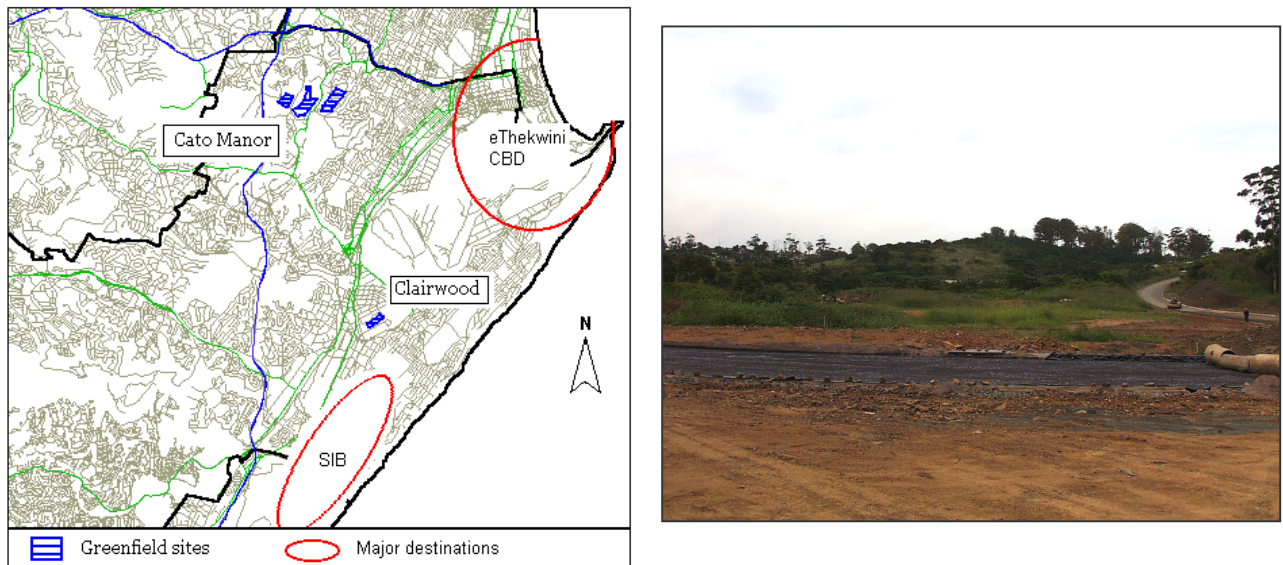 Cato Manor
eThekwini
CBD
Clairwood
N
SIB
Greenfield sites
Major destinations